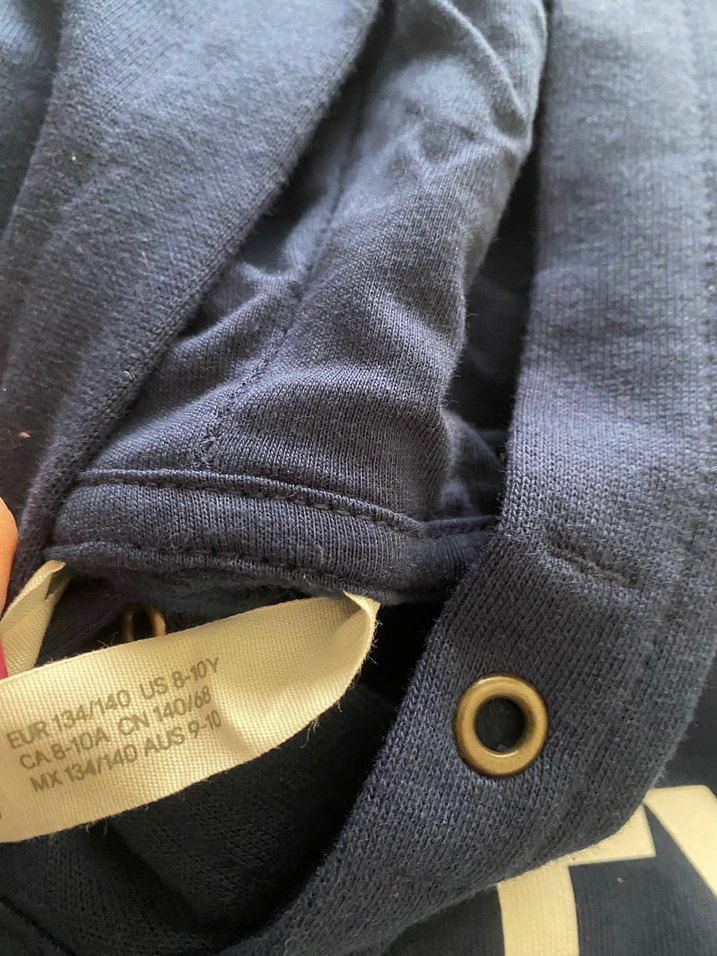 EUR 134/140 US 8-10Y
CA 8-10A CN 140/68
MX 134/140 AUS 9-10